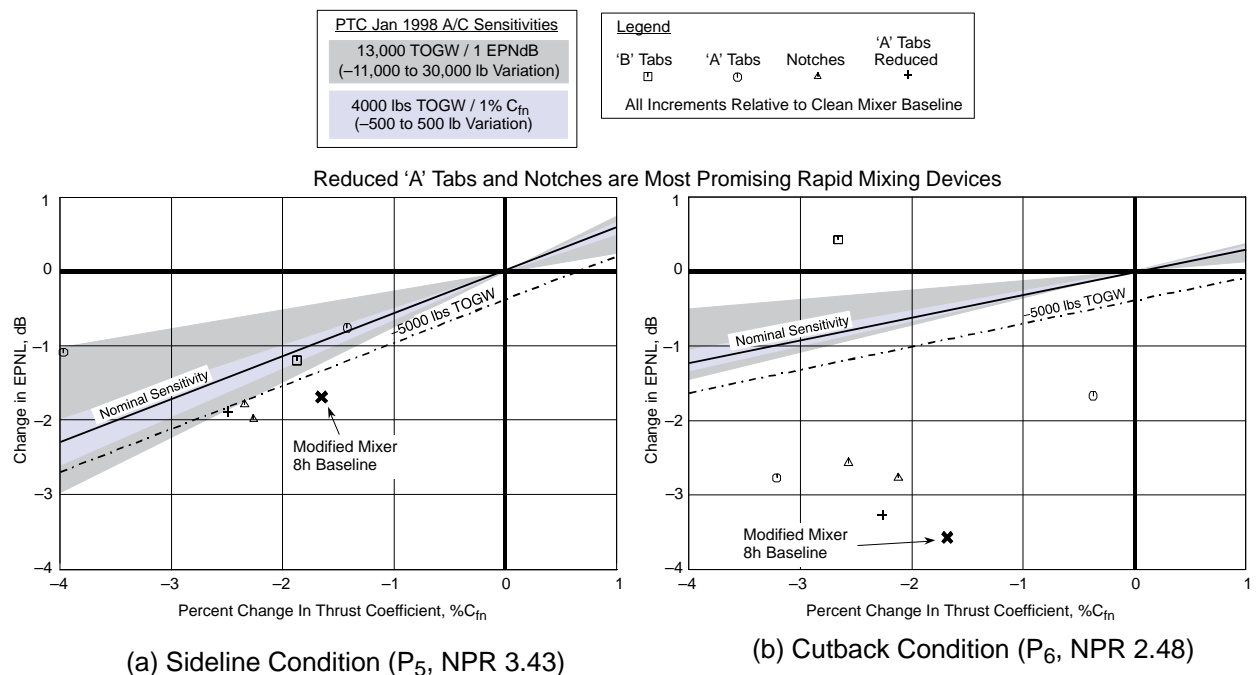 PTC Jan 1998 A/C Sensitivities
13,000 TOGW / 1 EPNdB
(–11,000 to 30,000 lb Variation)
4000 lbs TOGW / 1% Cfn
(–500 to 500 lb Variation)
Legend
‘B’ Tabs
‘A’ Tabs
Notches
‘A’ Tabs
Reduced
All Increments Relative to Clean Mixer Baseline
Reduced ‘A’ Tabs and Notches are Most Promising Rapid Mixing Devices
1
0
–1
–2
–3
–4
Change in EPNL, dB
Nominal Sensitivity
–5000 lbs TOGW
Modified Mixer
8h Baseline
–4
–3
–2
–1
0
1
Percent Change In Thrust Coefficient, %Cfn
(a) Sideline Condition (P5, NPR 3.43)
1
0
–1
–2
–3
–4
Change in EPNL, dB
Nominal Sensitivity
–5000 lbs TOGW
Modified Mixer
8h Baseline
–4
–3
–2
–1
0
1
Percent Change In Thrust Coefficient, %Cfn
(b) Cutback Condition (P6, NPR 2.48)